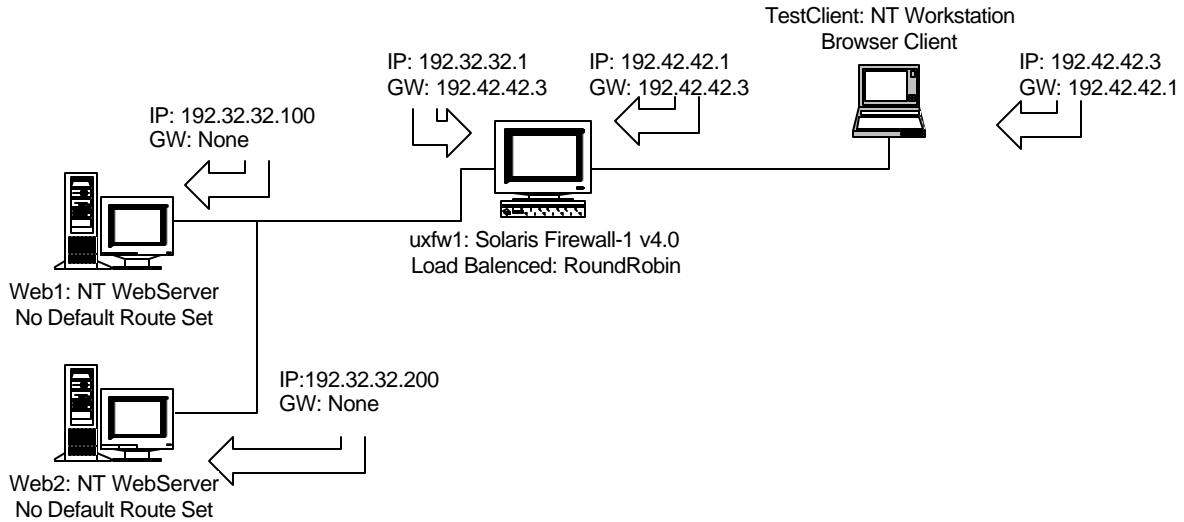 TestClient: NT Workstation
Browser Client
IP: 192.32.32.1
GW: 192.42.42.3
IP: 192.42.42.1
GW: 192.42.42.3
IP: 192.42.42.3
GW: 192.42.42.1
IP: 192.32.32.100
GW: None
uxfw1: Solaris Firewall-1 v4.0
Load Balenced: RoundRobin
Web1: NT WebServer
No Default Route Set
IP:192.32.32.200
GW: None
Web2: NT WebServer
No Default Route Set